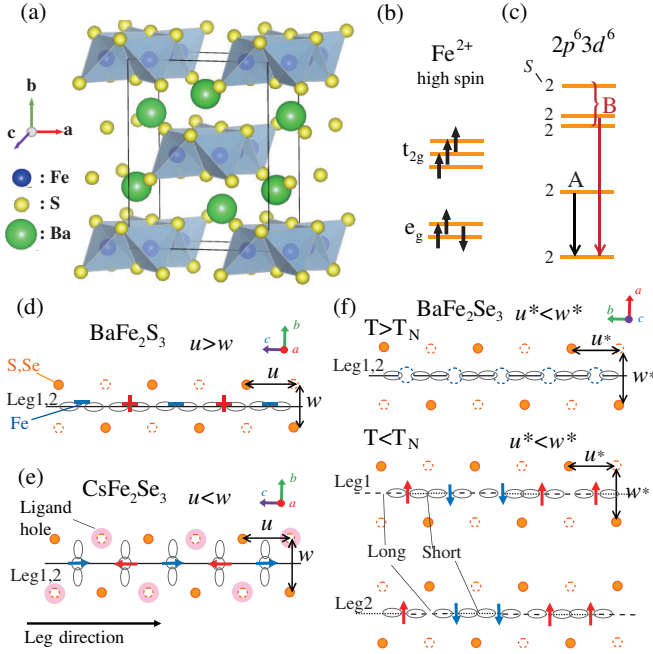 (a)
b
c
a
: Fe
: S
: Ba
(b)
Fe2+
high spin
t2g
eg
(c)
2p63d6
S
2
2
2
B
A
2
2
(d)
BaFe2S3
u>w
b
c
a
S,Se
u
Leg1,2
w
Fe
(e)
CsFe2Se3
u<w
b
c
a
Ligand
hole
u
w
Leg1,2
Leg direction
(f)
BaFe2Se3
u*<w*
a
b
c
T>TN
u*
Leg1,2
w*
T<TN
u*<w*
u*
Leg1
w*
Long
Short
Leg2